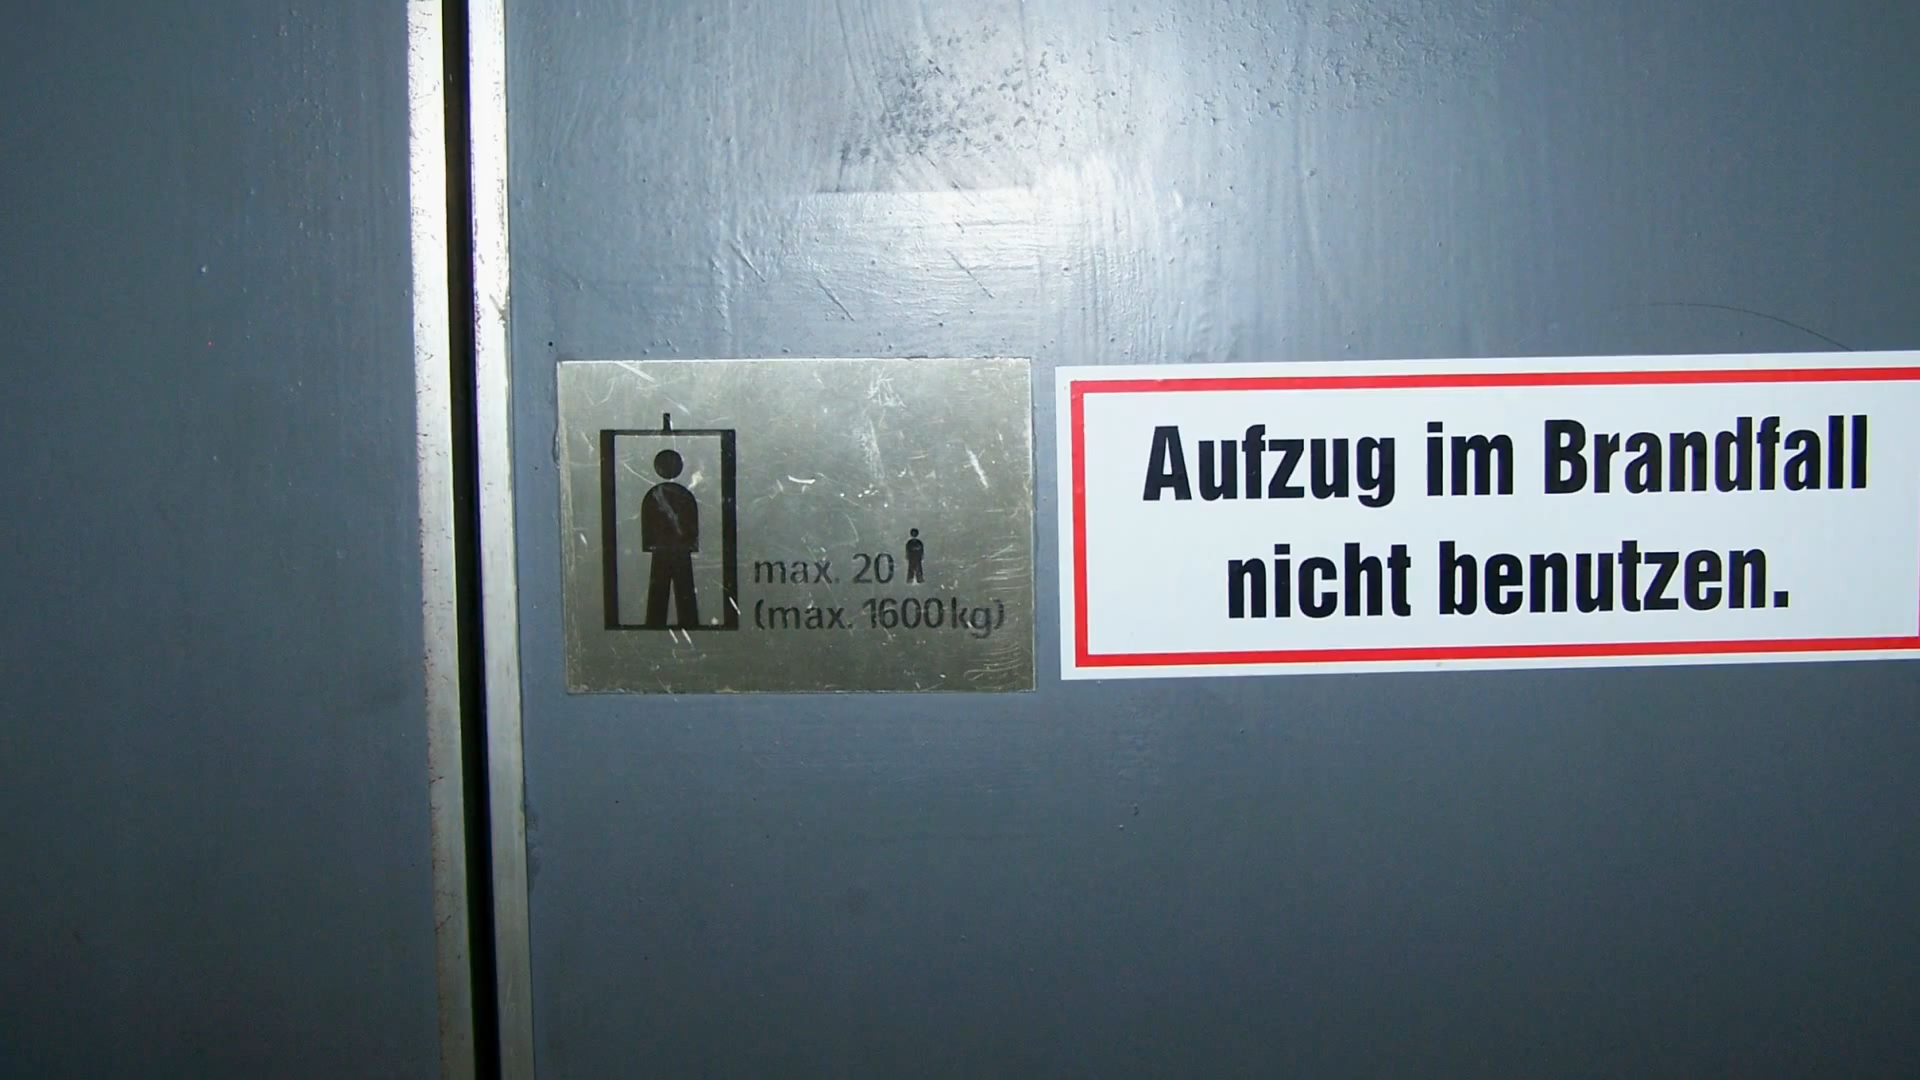 max. 20
(max. 1600 kg)
Aufzug im Brandfall
nicht benutzen.